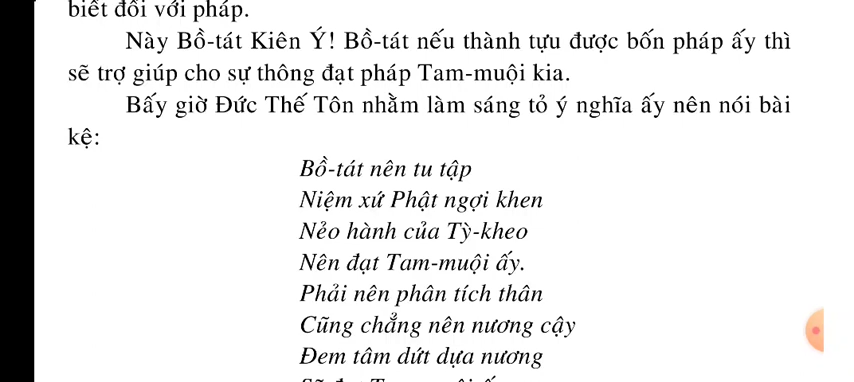 biết đối với pháp.
Này Bồ-tát Kiên Ý! Bồ-tát nếu thành tựu được bốn pháp ấy thì
sẽ trợ giúp cho sự thông đạt pháp Tam-muội kia.
Bấy giờ Đức Thế Tôn nhằm làm sáng tỏ ý nghĩa ấy nên nói bài
kệ:
Bồ-tát nên tu tập
Niệm xứ Phật ngợi khen
Nẻo hành của Tỳ-kheo
Nên đạt Tam-muội ấy.
Phải nên phân tích thân
Cũng chẳng nên nương cậy
Đem tâm dứt dựa nương